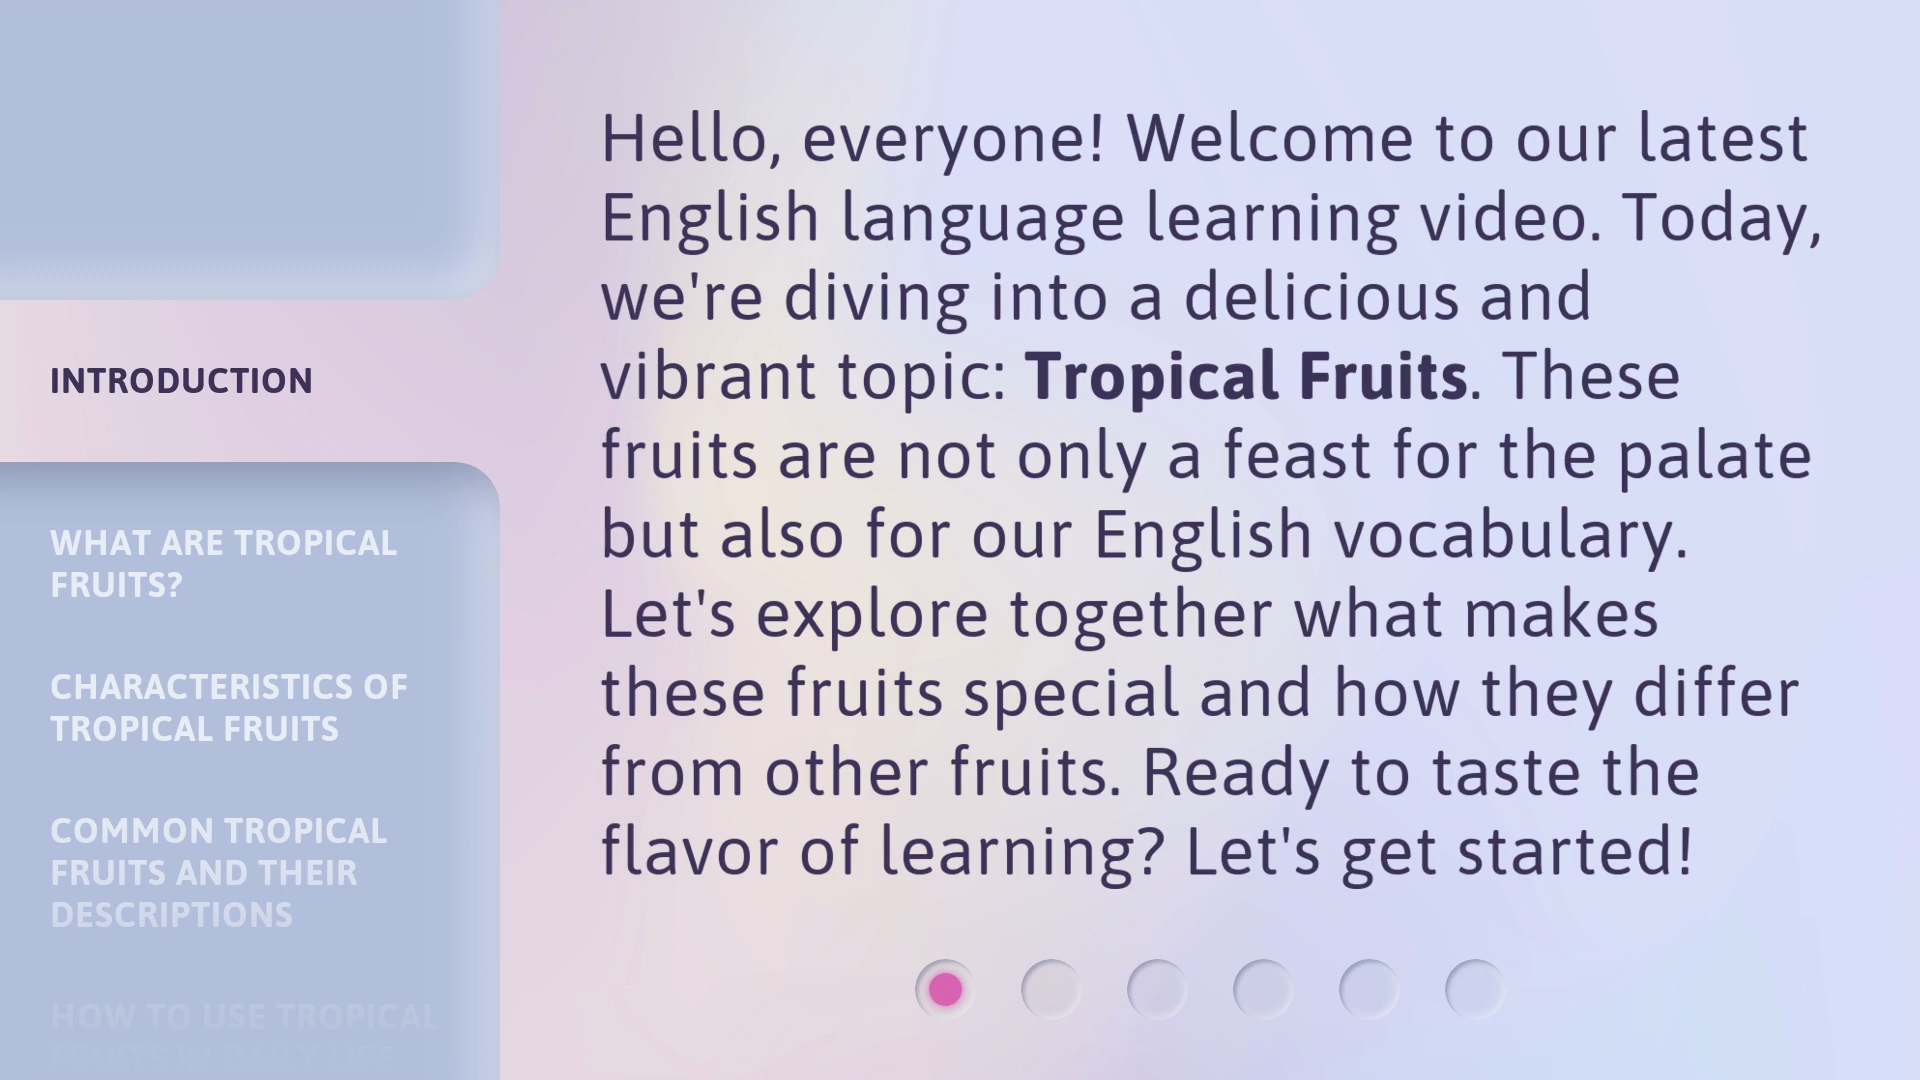 INTRODUCTION
WHAT ARE TROPICAL
FRUITS?
CHARACTERISTICS OF
TROPICAL FRUITS
COMMON TROPICAL
FRUITS AND THEIR
DESCRIPTIONS
HOW TO USE TROPICAL
FRUITS IN DAILY LIFE
Hello, everyone! Welcome to our latest
English language learning video. Today,
we're diving into a delicious and
vibrant topic: Tropical Fruits. These
fruits are not only a feast for the palate
but also for our English vocabulary.
Let's explore together what makes
these fruits special and how they differ
from other fruits. Ready to taste the
flavor of learning? Let's get started!